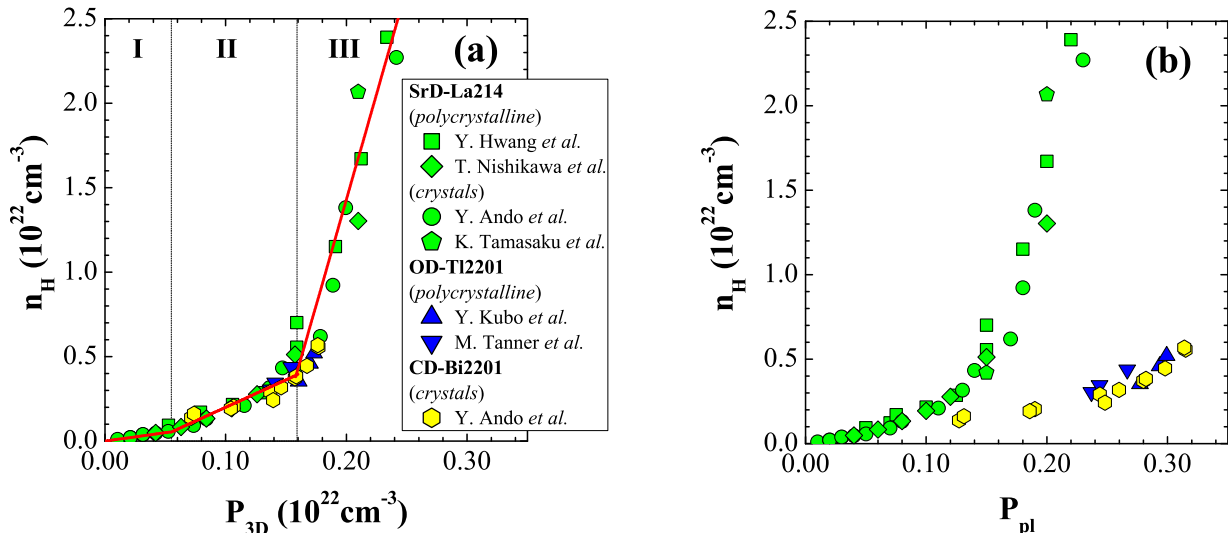 2.5
2.0
1.5
1.0
0.5
0.0
0.00 0.10 0.20 0.30
n_H (10^22 cm^-3)
P_3D (10^22 cm^-3)
I II III (a)
SrD-La214
(polycrystalline)
Y. Hwang et al.
T. Nishikawa et al.
(crystals)
Y. Ando et al.
K. Tamasaku et al.
OD-Tl2201
(polycrystalline)
Y. Kubo et al.
M. Tanner et al.
CD-Bi2201
(crystals)
Y. Ando et al.
(b)
2.5
2.0
1.5
1.0
0.5
0.0
0.00 0.10 0.20 0.30
n_H (10^22 cm^-3)
P_pl